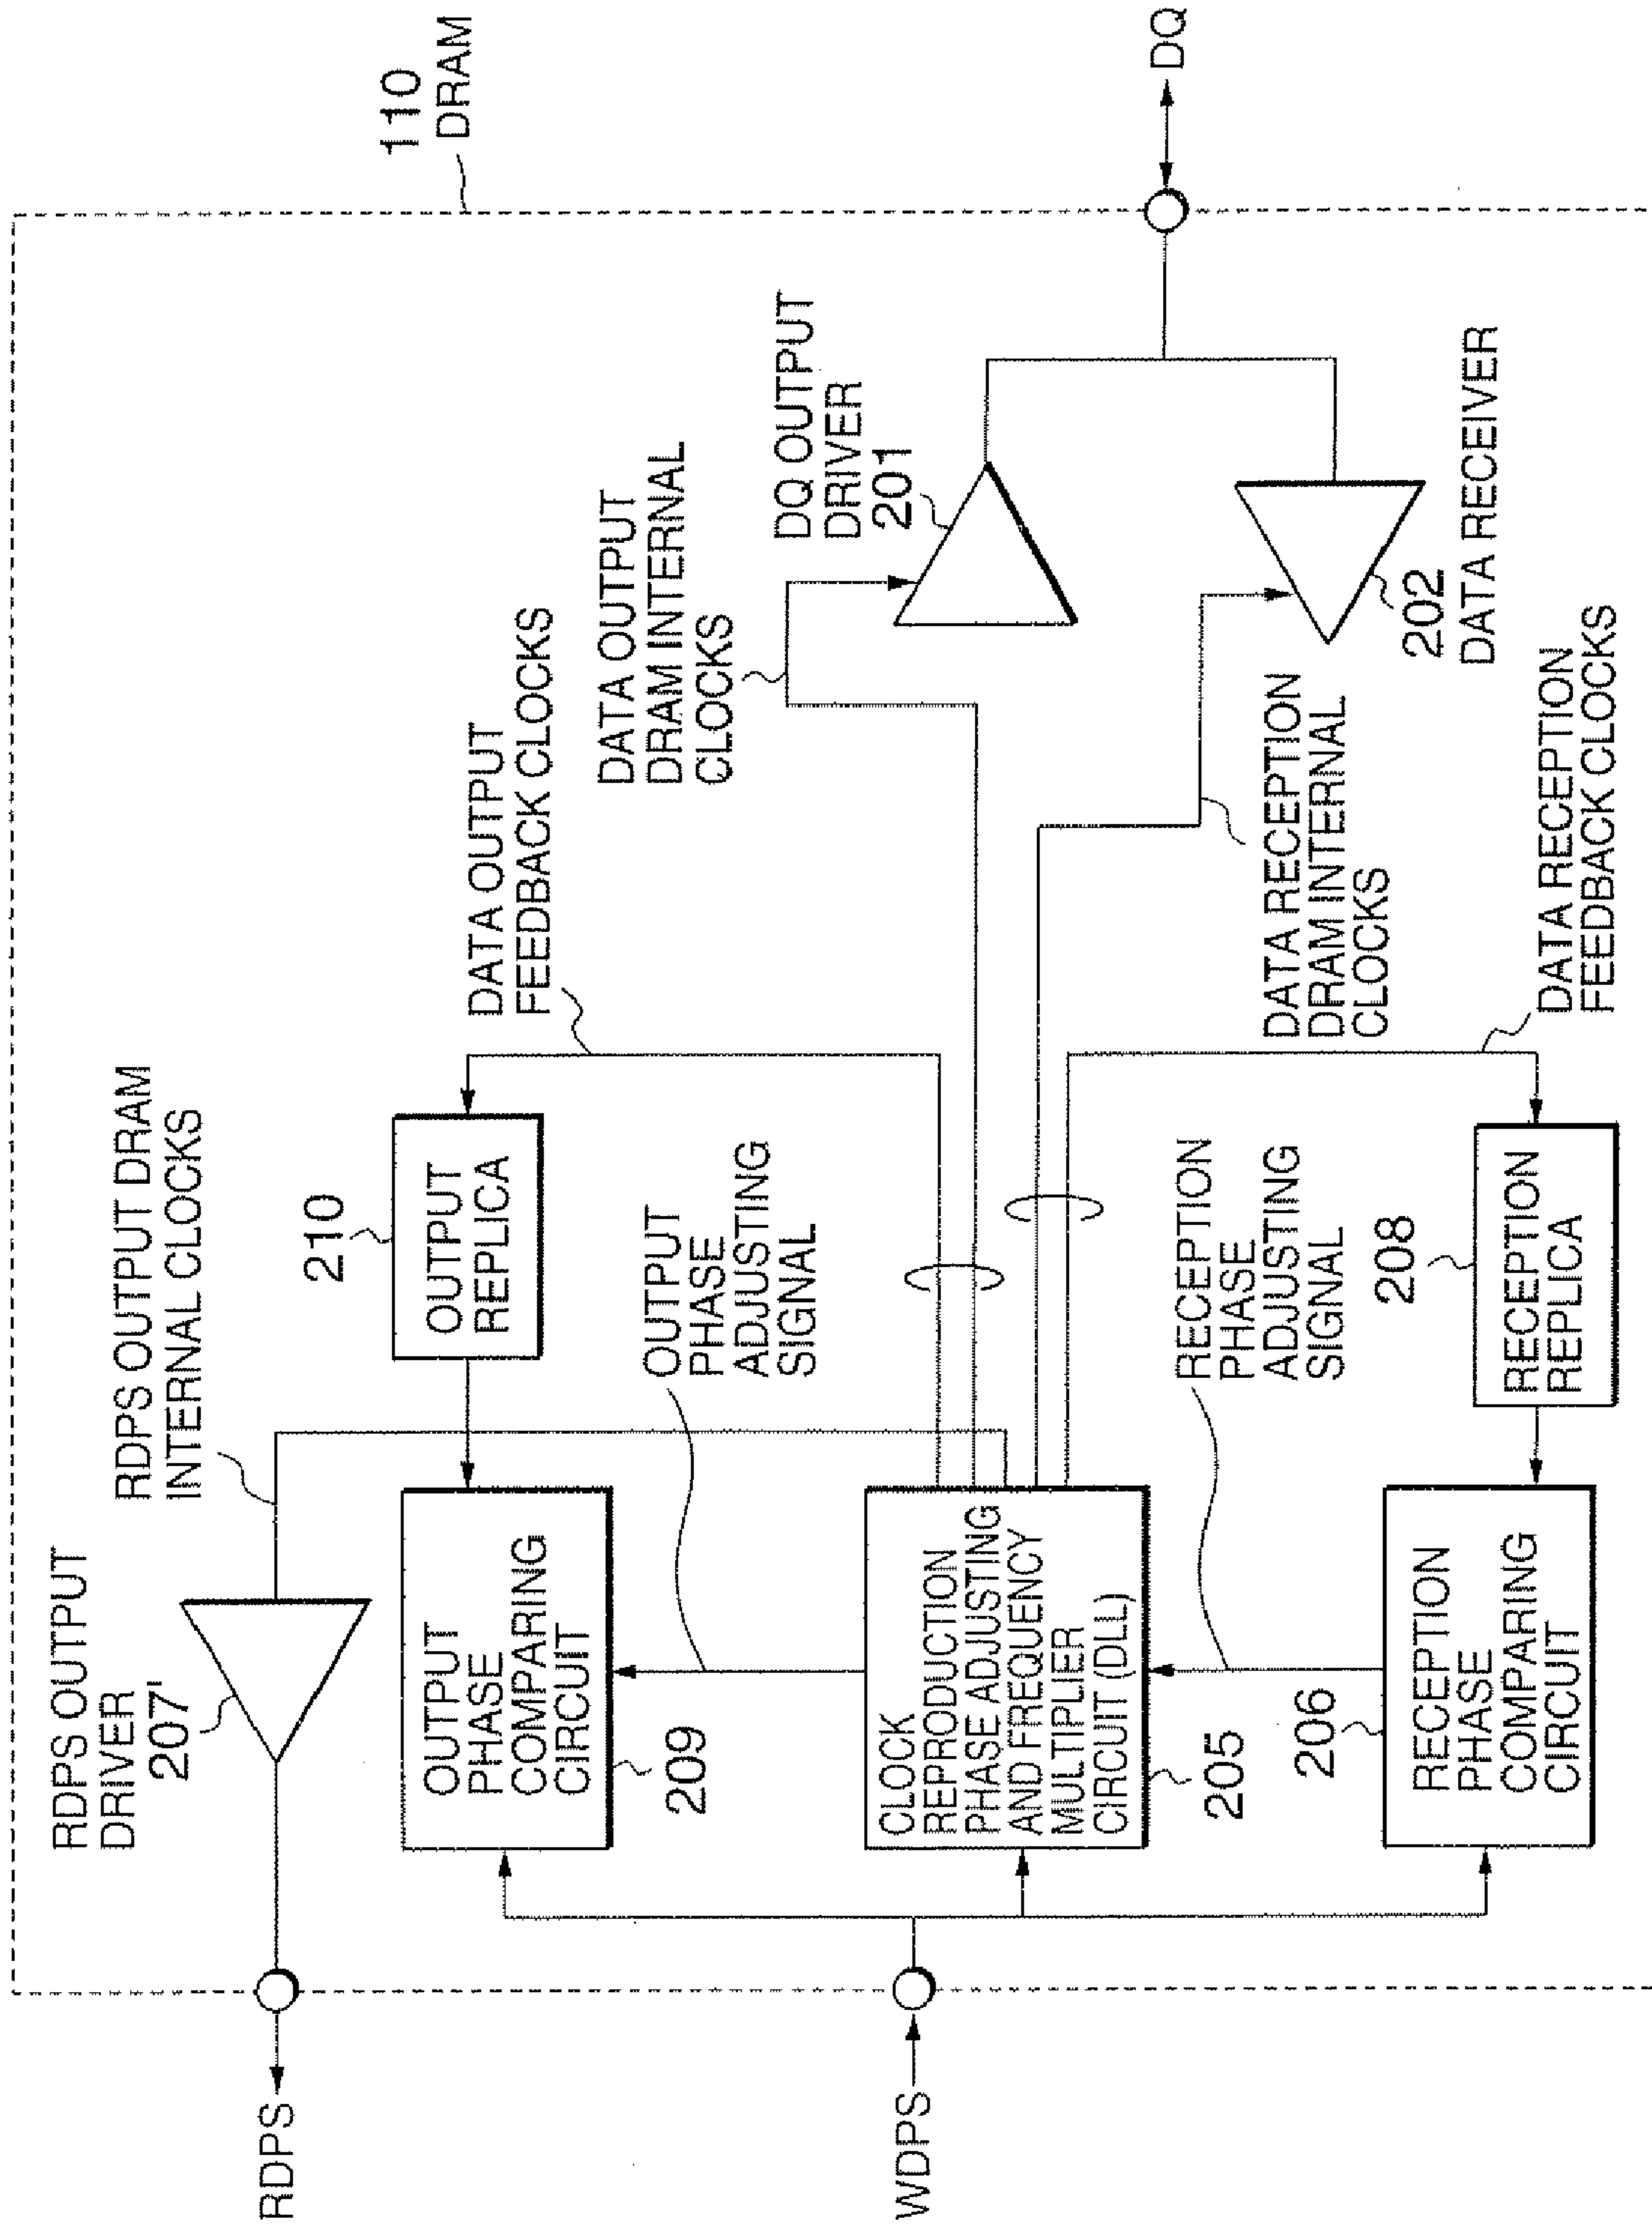 110
DRAM
RDPS OUTPUT DRAM
INTERNAL CLOCKS
RDPS OUTPUT
DRIVER
207'
RDPS
210
OUTPUT
REPLICA
DATA OUTPUT
FEEDBACK CLOCKS
OUTPUT
PHASE
COMPARING
CIRCUIT
209
OUTPUT
PHASE
ADJUSTING
SIGNAL
DATA OUTPUT
DRAM INTERNAL
CLOCKS
DQ OUTPUT
DRIVER
201
DQ
WDPS
CLOCK
REPRODUCTION
PHASE ADJUSTING
AND FREQUENCY
MULTIPLIER
CIRCUIT (DLL)
205
RECEPTION
PHASE
ADJUSTING
SIGNAL
DATA RECEPTION
DRAM INTERNAL
CLOCKS
202
DATA RECEIVER
206
RECEPTION
PHASE
COMPARING
CIRCUIT
208
RECEPTION
REPLICA
DATA RECEPTION
FEEDBACK CLOCKS